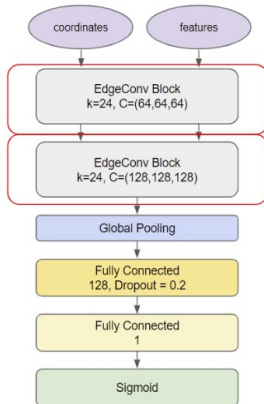 coordinates
features
EdgeConv Block
k=24, C=(64,64,64)
EdgeConv Block
k=24, C=(128,128,128)
Global Pooling
Fully Connected
128, Dropout = 0.2
Fully Connected
1
Sigmoid